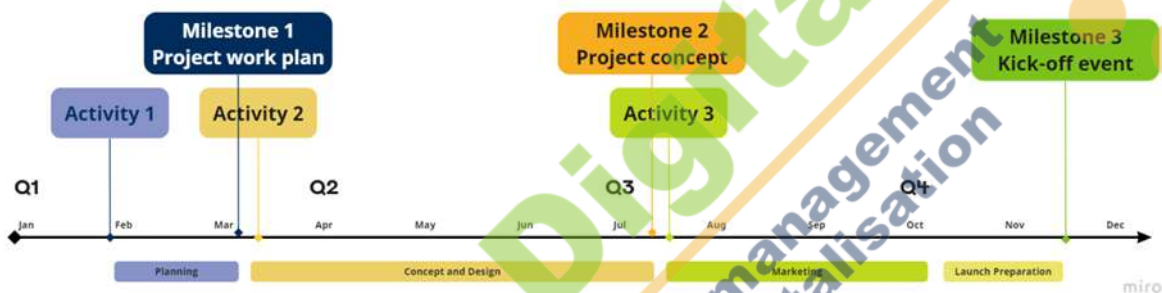 Milestone 1
Project work plan
Milestone 2
Project concept
Milestone 3
Kick-off event
Activity 1
Activity 2
Activity 3
Q1
Q2
Q3
Q4
Jan
Feb
Mar
Apr
May
Jun
Jul
Aug
Sep
Oct
Nov
Dec
Planning
Concept and Design
Marketing
Launch Preparation
Digita
management
talisation
miro